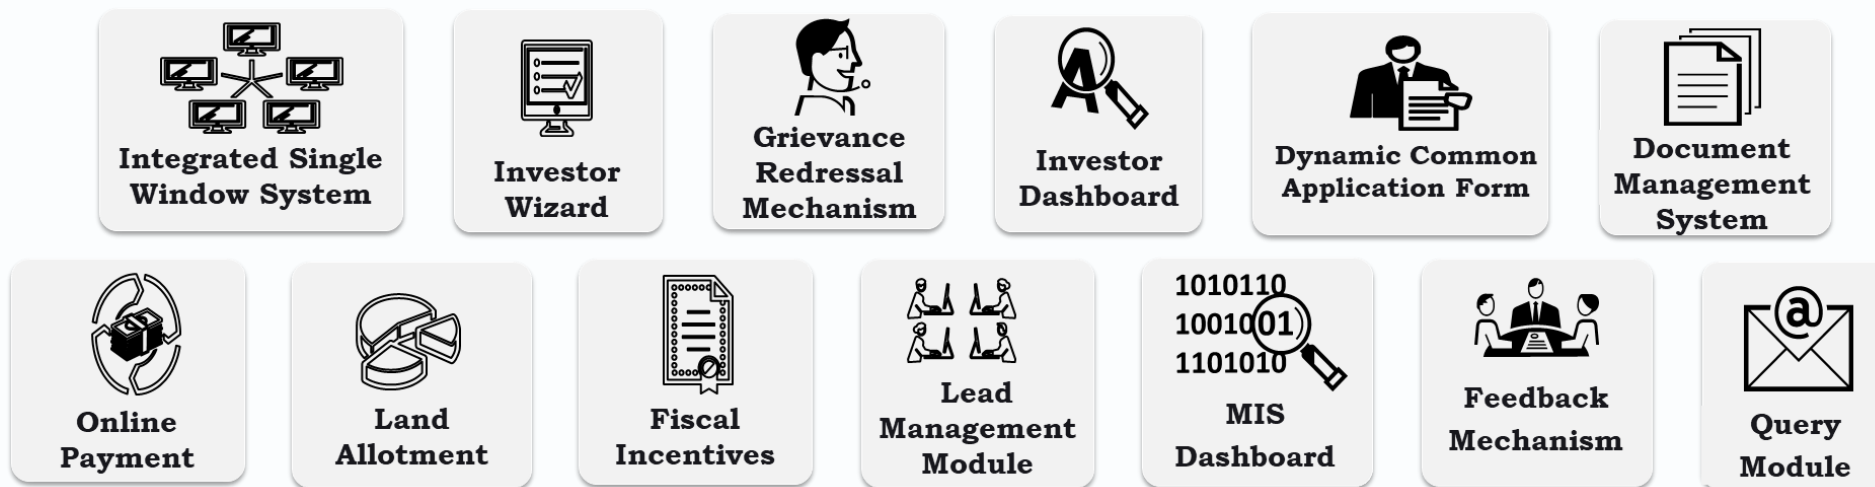 Integrated Single
Window System
Investor
Wizard
Grievance
Redressal
Mechanism
A
Investor
Dashboard
Dynamic Common
Application Form
Document
Management
System
Online
Payment
Land
Allotment
Fiscal
Incentives
Lead
Management
Module
1010110
1001001
1101010
MIS
Dashboard
Feedback
Mechanism
@
Query
Module